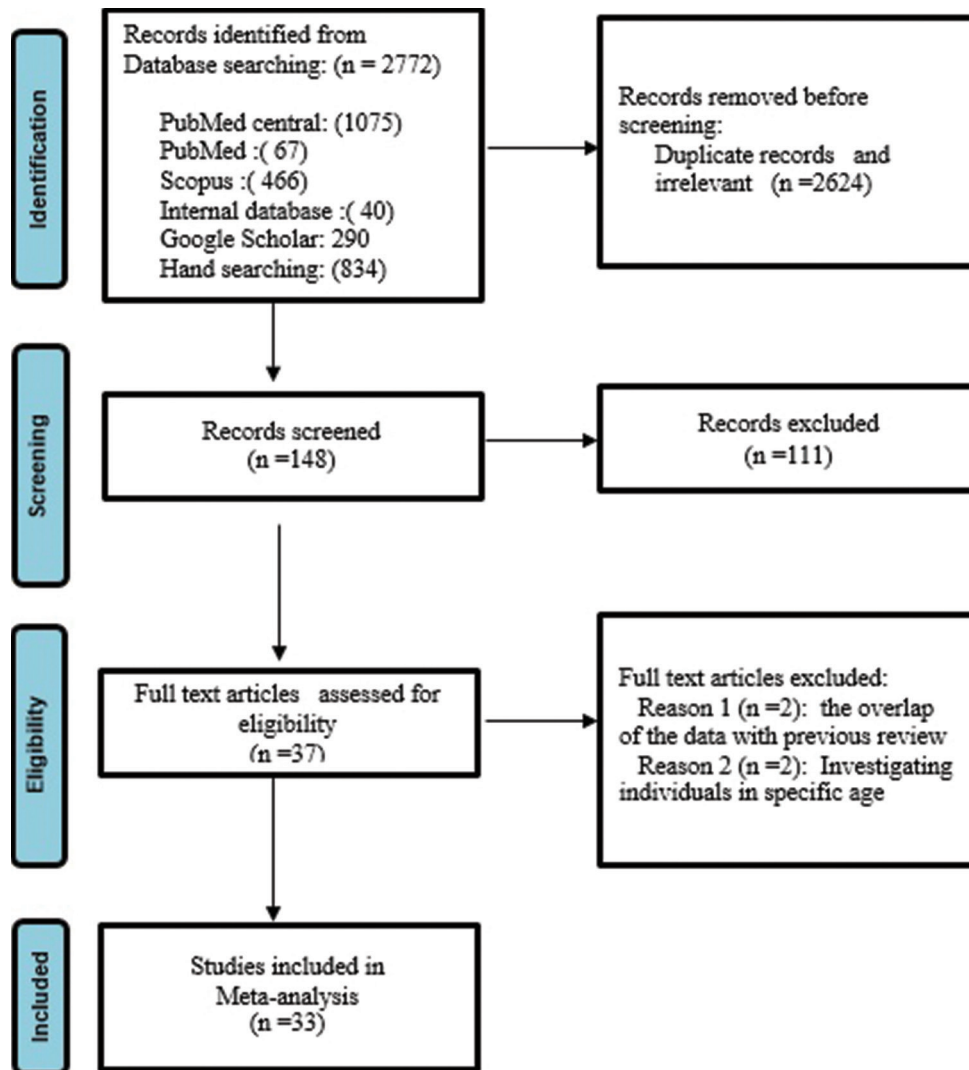 Identification
Records identified from
Database searching: (n = 2772)
PubMed central: (1075)
PubMed :( 67)
Scopus :( 466)
Internal database :( 40)
Google Scholar: 290
Hand searching: (834)
Records removed before
screening:
Duplicate records and
irrelevant (n =2624)
Screening
Records screened
(n =148)
Records excluded
(n =111)
Eligibility
Full text articles assessed for
eligibility
(n =37)
Full text articles excluded:
Reason 1 (n =2): the overlap
of the data with previous review
Reason 2 (n =2): Investigating
individuals in specific age
Included
Studies included in
Meta-analysis
(n =33)